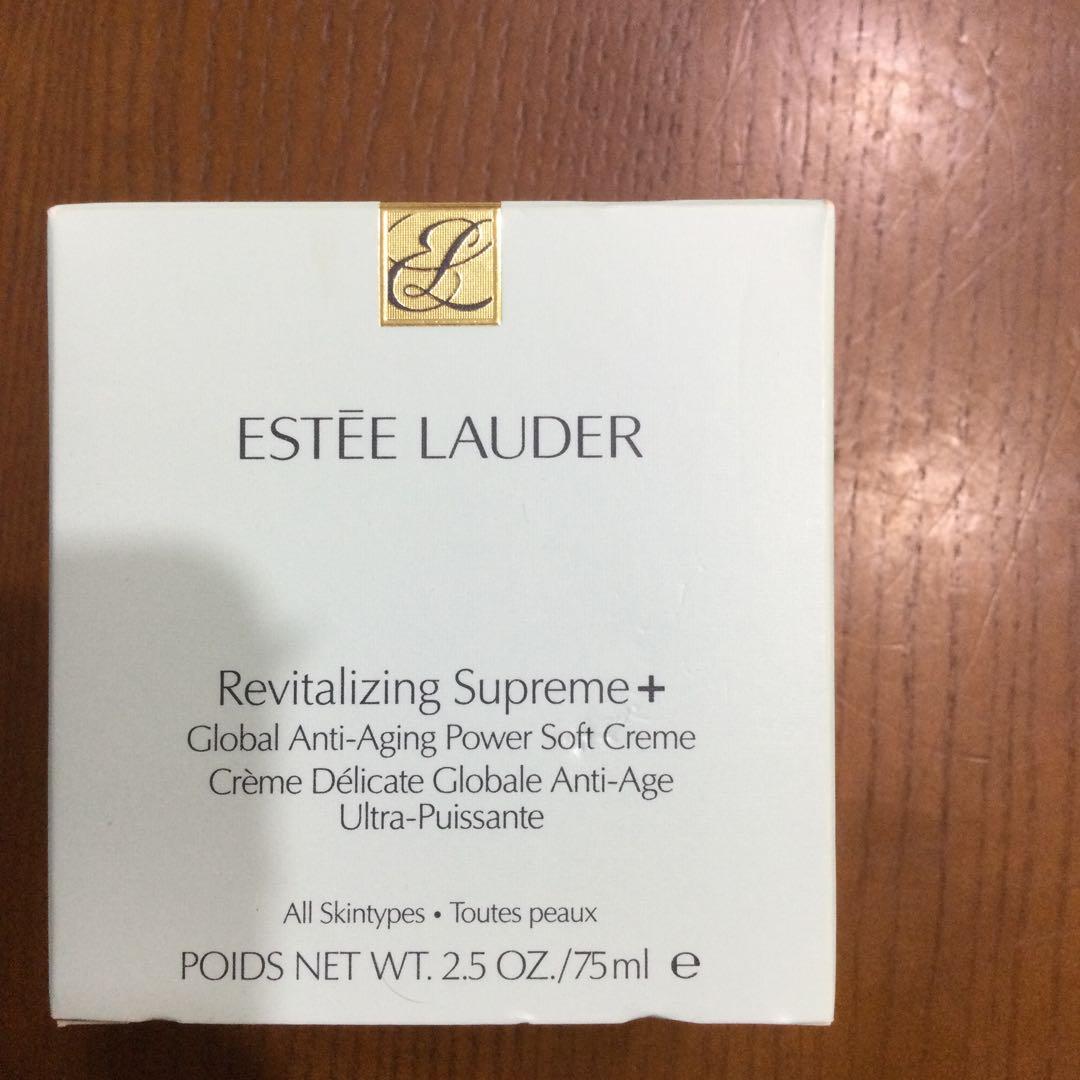 EL
ESTĒE LAUDER
Revitalizing Supreme+
Global Anti-Aging Power Soft Creme
Crème Délicate Globale Anti-Age
Ultra-Puissante
All Skintypes • Toutes peaux
POIDS NET WT. 2.5 OZ./75ml ℮